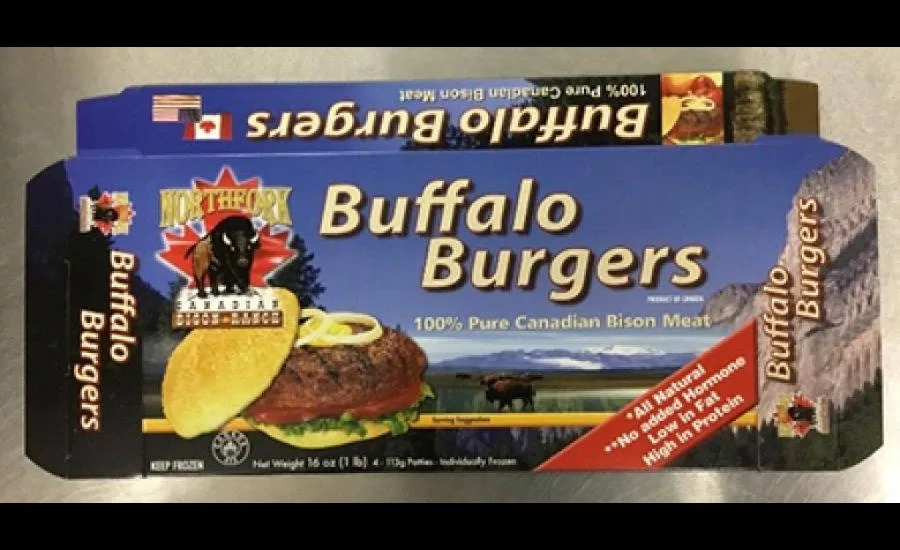 Buffalo Burgers
100% Pure Canadian Bison Meat
NORTHFORK
CANADIAN
BISON RANCH
Buffalo
Burgers
PRODUCT OF CANADA
100% Pure Canadian Bison Meat
*All Natural
**No added Hormone
Low in Fat
High in Protein
Serving Suggestion
KEEP FROZEN
CANADA
Net Weight 16 oz (1 lb) 4 - 113g Patties - Individually Frozen
Buffalo
Burgers
Buffalo
Burgers